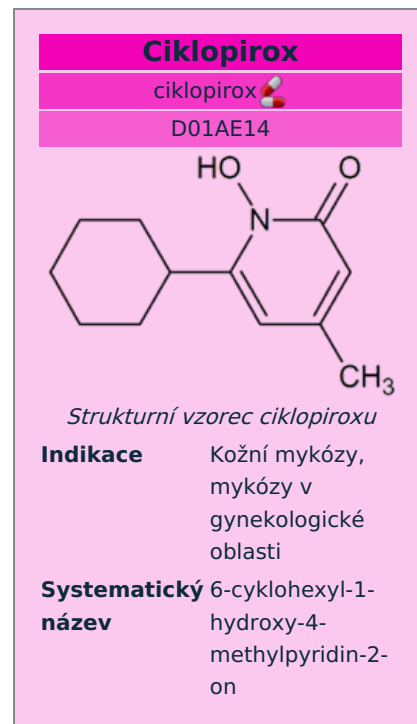 Ciklopirox
ciklopirox
D01AE14
HO
O
N
CH₃
Strukturní vzorec ciklopiroxu
Indikace
Kožní mykózy,
mykózy v
gynekologické
oblasti
Systematický
název
6-cyklohexyl-1-
hydroxy-4-
methylpyridin-2-
on